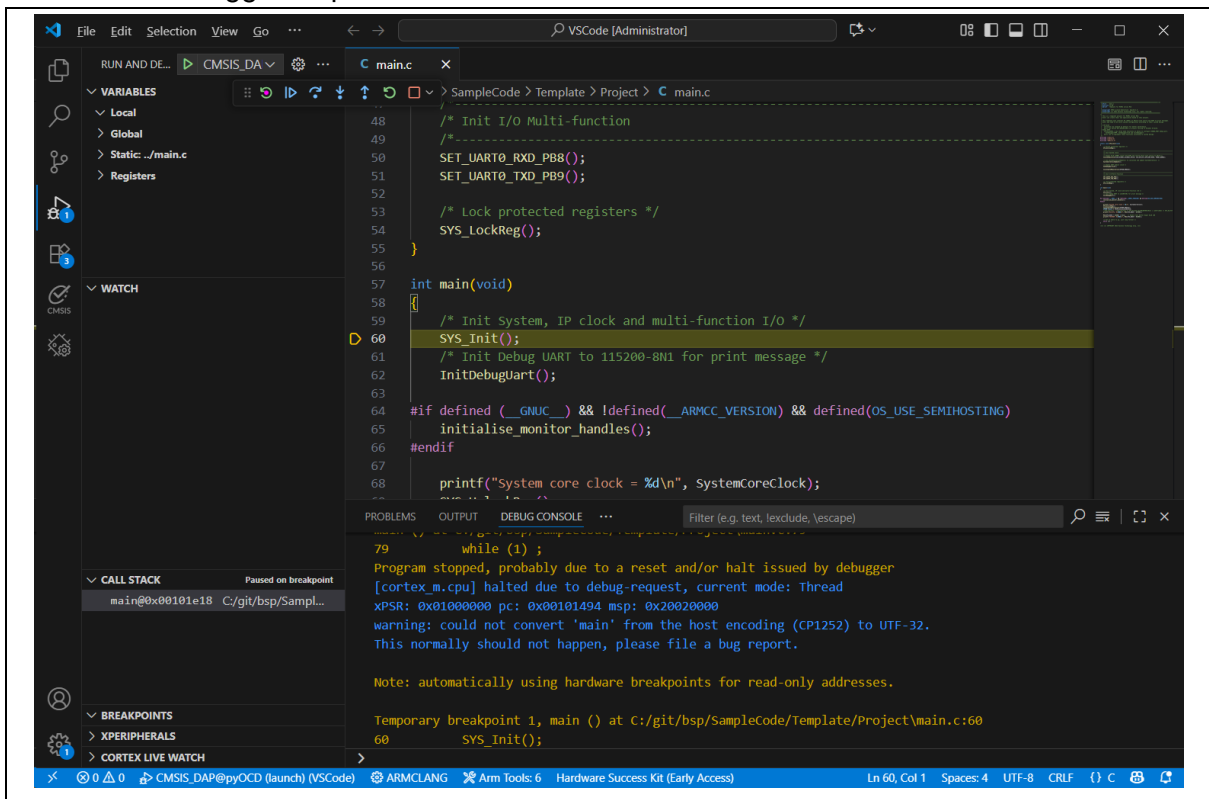 File Edit Selection View Go ··· VSCode [Administrator]
RUN AND DE... CMSIS_DA ···
C main.c
VARIABLES
Local
Global
Static: ../main.c
Registers
CMSIS
WATCH
CALL STACK Paused on breakpoint
main@0x00101e18 C:/git/bsp/Sampl...
BREAKPOINTS
XPERIPHERALS
CORTEX LIVE WATCH
> SampleCode > Template > Project > C main.c
48 /* Init I/O Multi-function
49 /*---------------------------------------------------------------------------------------------------------
50 SET_UART0_RXD_PB8();
51 SET_UART0_TXD_PB9();
52
53 /* Lock protected registers */
54 SYS_LockReg();
55 }
56
57 int main(void)
58 {
59 /* Init System, IP clock and multi-function I/O */
60 SYS_Init();
61 /* Init Debug UART to 115200-8N1 for print message */
62 InitDebugUart();
63
64 #if defined (__GNUC__) && !defined(__ARMCC_VERSION) && defined(OS_USE_SEMIHOSTING)
65 initialise_monitor_handles();
66 #endif
67
68 printf("System core clock = %d\n", SystemCoreClock);
PROBLEMS OUTPUT DEBUG CONSOLE ··· Filter (e.g. text, !exclude, \escape)
79 while (1) ;
Program stopped, probably due to a reset and/or halt issued by debugger
[cortex_m.cpu] halted due to debug-request, current mode: Thread
xPSR: 0x01000000 pc: 0x00101494 msp: 0x20020000
warning: could not convert 'main' from the host encoding (CP1252) to UTF-32.
This normally should not happen, please file a bug report.
Note: automatically using hardware breakpoints for read-only addresses.
Temporary breakpoint 1, main () at C:/git/bsp/SampleCode/Template/Project\main.c:60
60 SYS_Init();
>
0 0 CMSIS_DAP@pyOCD (launch) (VSCode) ARMCLANG Arm Tools: 6 Hardware Success Kit (Early Access) Ln 60, Col 1 Spaces: 4 UTF-8 CRLF {} C